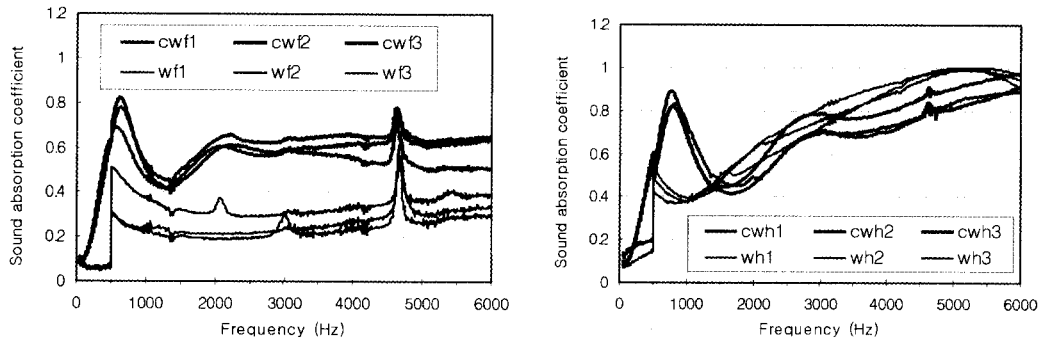 1.2
1
0.8
0.6
0.4
0.2
0
Sound absorption coefficient
cwf1 cwf2 cwf3
wf1 wf2 wf3
0 1000 2000 3000 4000 5000 6000
Frequency (Hz)
1.2
1
0.8
0.6
0.4
0.2
0
Sound absorption coefficient
cwh1 cwh2 cwh3
wh1 wh2 wh3
0 1000 2000 3000 4000 5000 6000
Frequency (Hz)